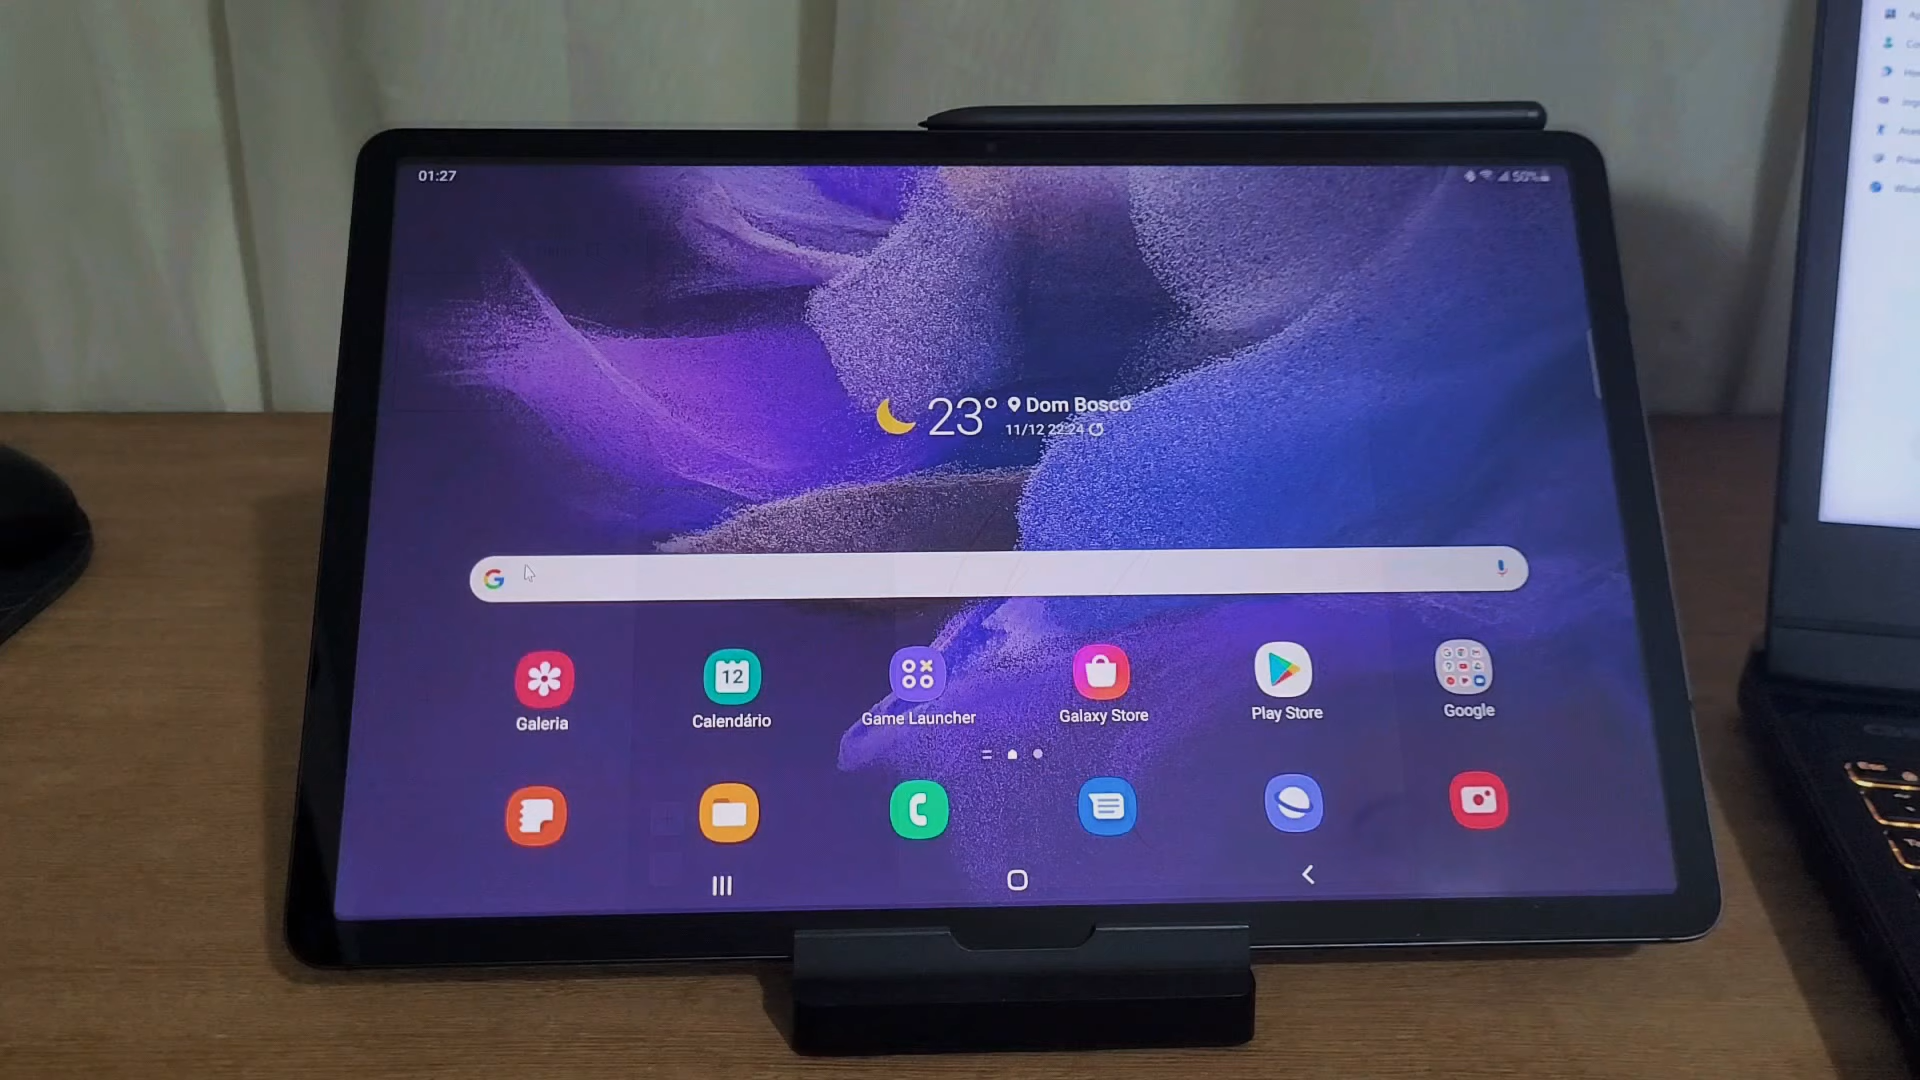 01:27
50%
23° Dom Bosco
11/12 22:24
G
12
Galeria
Calendário
Game Launcher
Galaxy Store
Play Store
Google